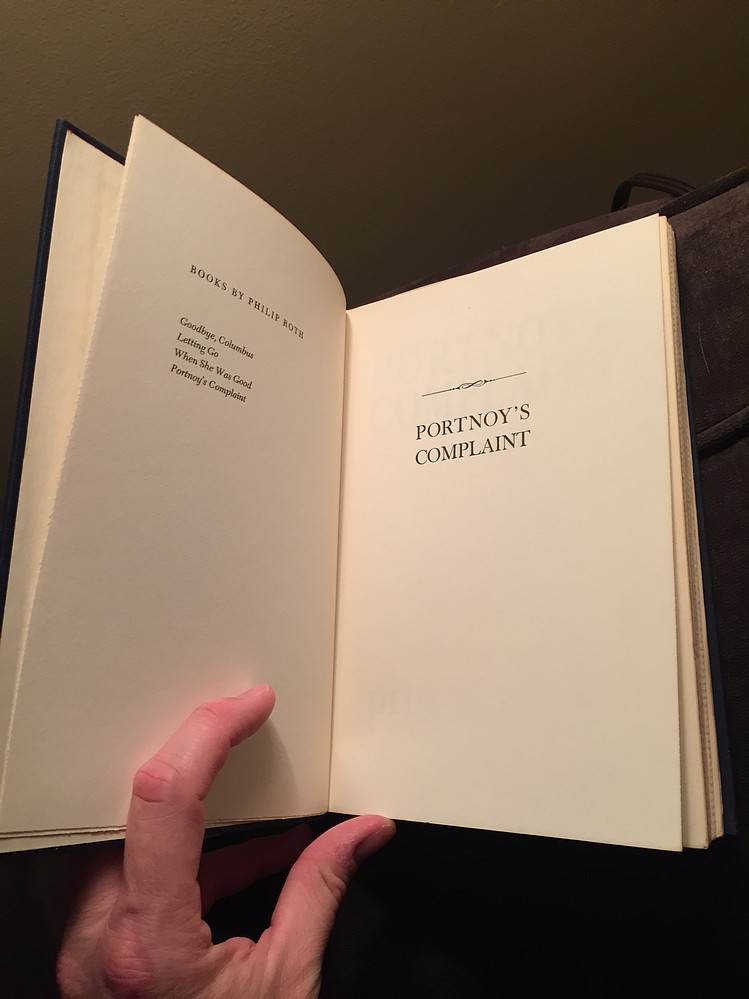 BOOKS BY PHILIP ROTH
Goodbye, Columbus
Letting Go
When She Was Good
Portnoy's Complaint
PORTNOY'S
COMPLAINT